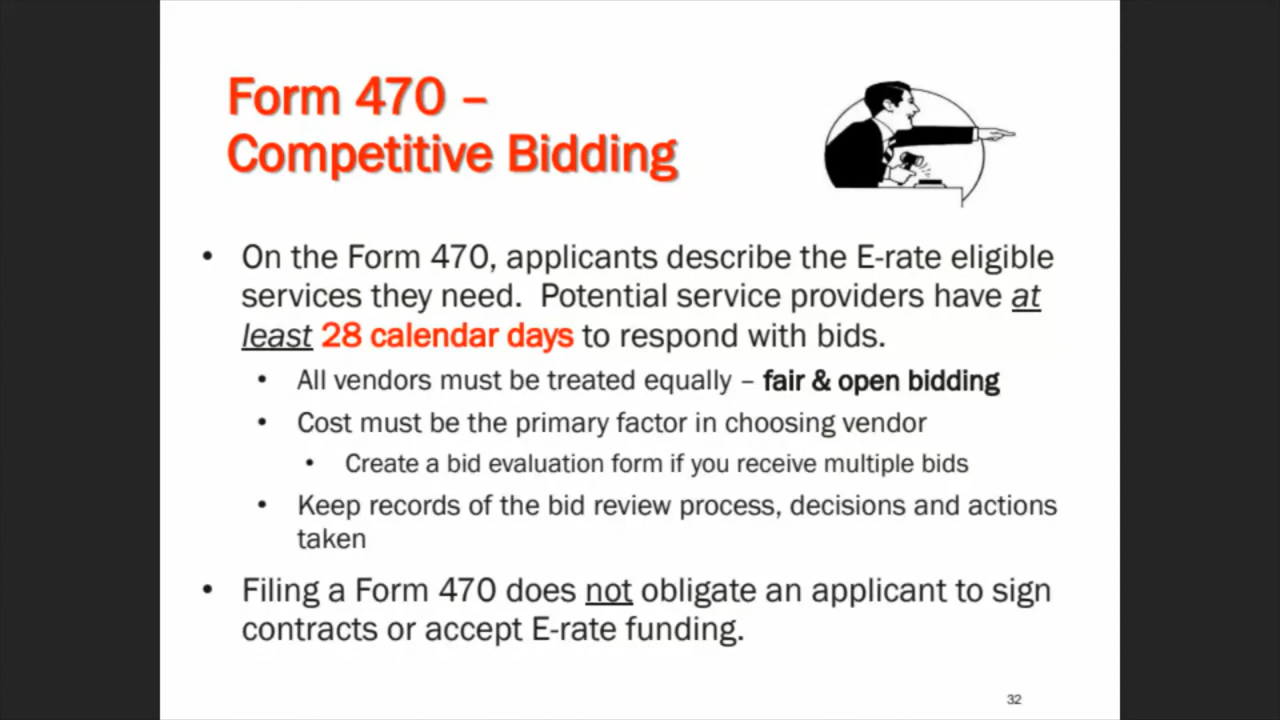 Form 470 –
Competitive Bidding
• On the Form 470, applicants describe the E-rate eligible
services they need.  Potential service providers have at
least 28 calendar days to respond with bids.
• All vendors must be treated equally – fair & open bidding
• Cost must be the primary factor in choosing vendor
• Create a bid evaluation form if you receive multiple bids
• Keep records of the bid review process, decisions and actions
taken
• Filing a Form 470 does not obligate an applicant to sign
contracts or accept E-rate funding.
32